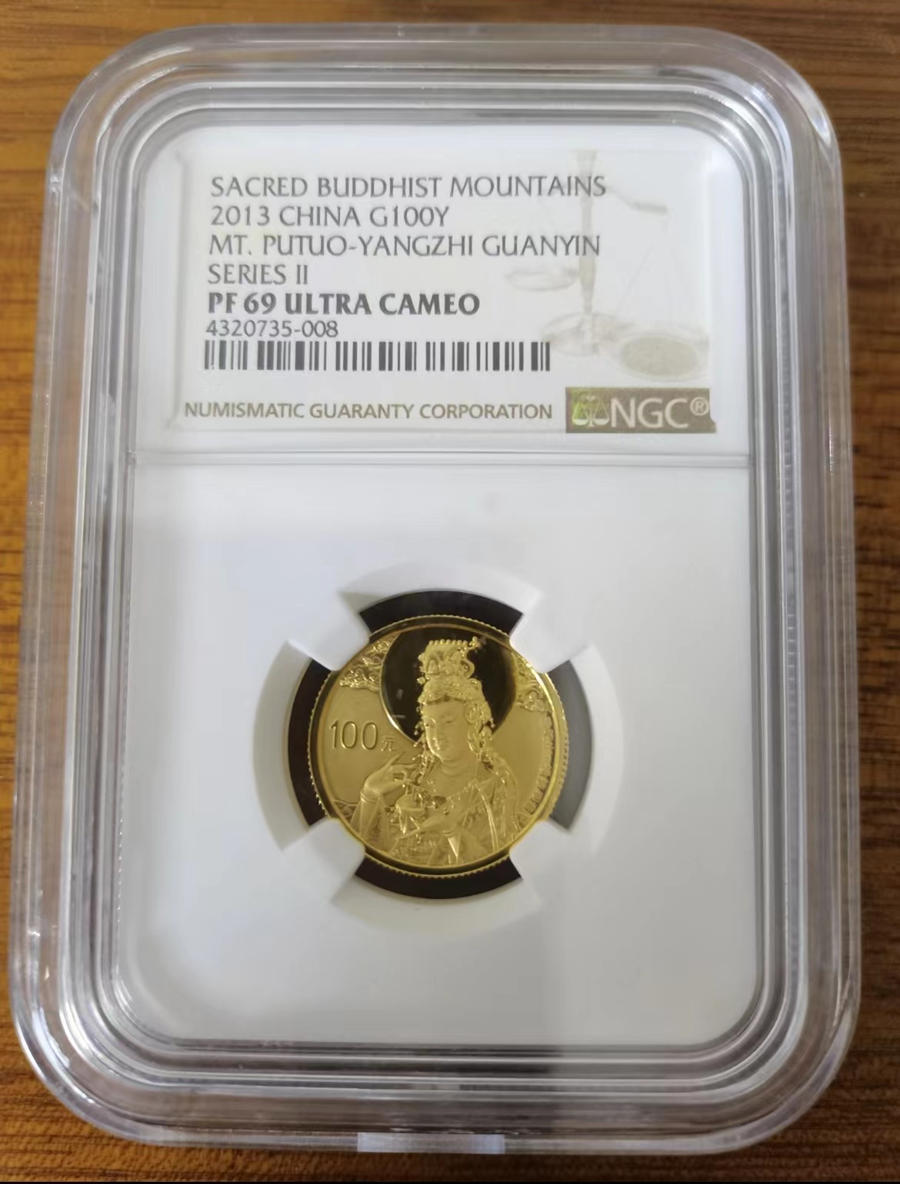 SACRED BUDDHIST MOUNTAINS
2013 CHINA G100Y
MT. PUTUO-YANGZHI GUANYIN
SERIES II
PF 69 ULTRA CAMEO
4320735-008
NUMISMATIC GUARANTY CORPORATION NGC®
100元